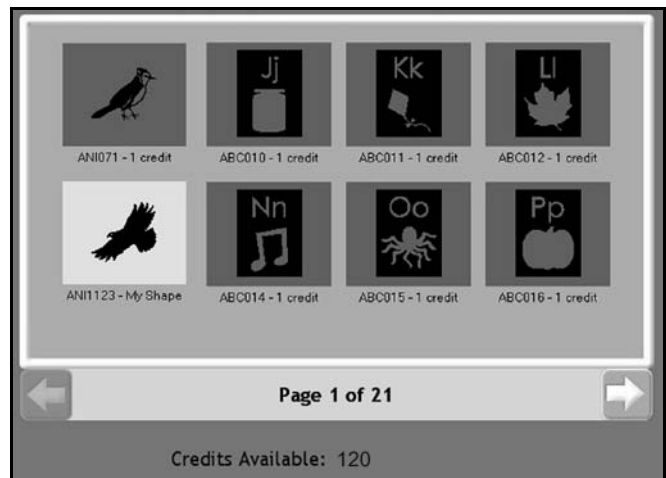 Jj Kk Ll
ANI071 - 1 credit ABC010 - 1 credit ABC011 - 1 credit ABC012 - 1 credit
Nn Oo Pp
ANI1123 - My Shape ABC014 - 1 credit ABC015 - 1 credit ABC016 - 1 credit
Page 1 of 21
Credits Available: 120